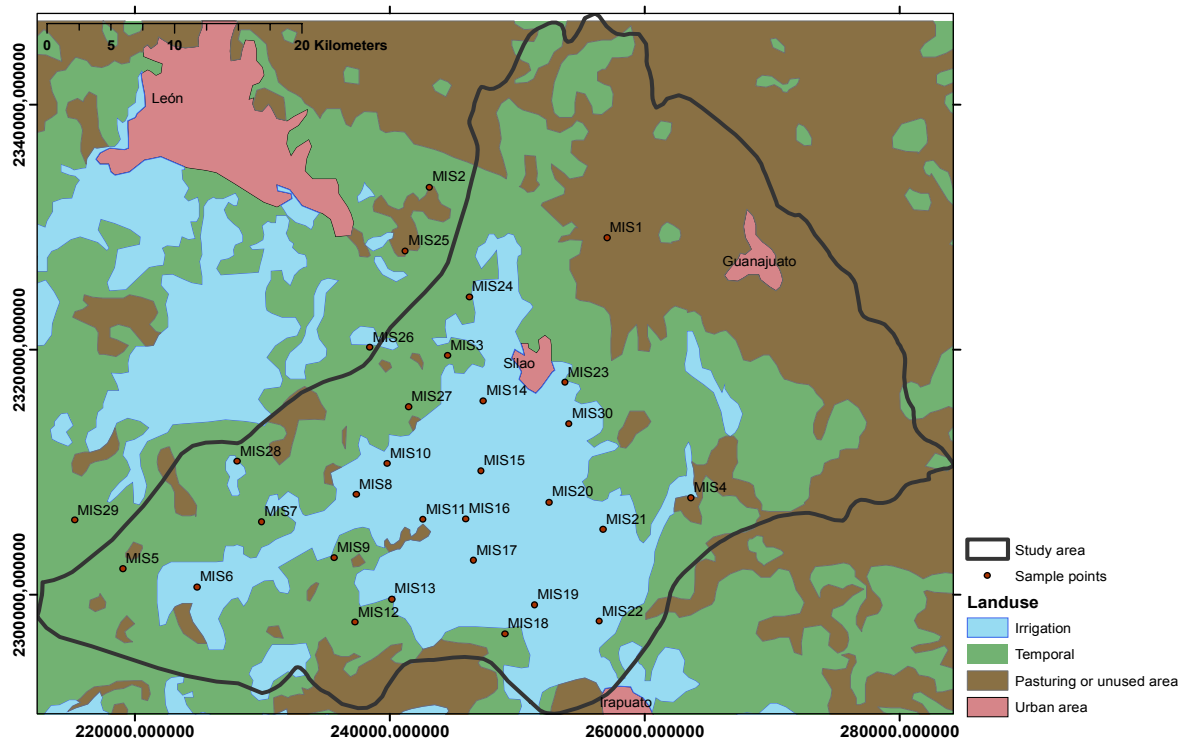 0 5 10 20 Kilometers
León
MIS2
MIS1
MIS25
Guanajuato
MIS24
MIS26
MIS3
Silao
MIS23
MIS27
MIS14
MIS30
MIS28
MIS10
MIS15
MIS8
MIS20
MIS4
MIS29
MIS7
MIS11
MIS16
MIS21
MIS9
MIS17
MIS5
MIS6
MIS13
MIS19
MIS12
MIS18
MIS22
Irapuato
2340000,000000
2320000,000000
2300000,000000
220000,000000
240000,000000
260000,000000
280000,000000
Study area
Sample points
Landuse
Irrigation
Temporal
Pasturing or unused area
Urban area